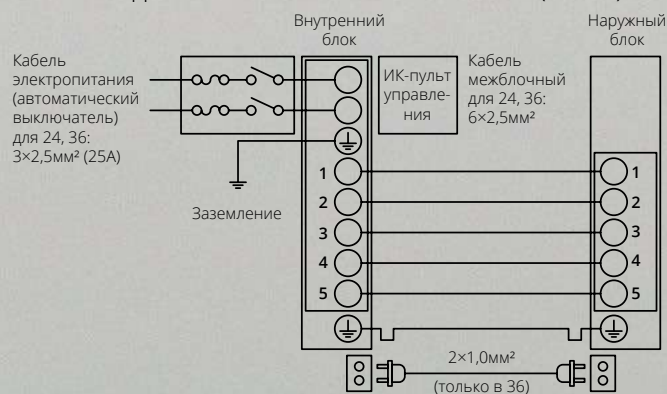 Внутренний
блок
Наружный
блок
Кабель
электропитания
(автоматический
выключатель)
для 24, 36:
3×2,5мм² (25А)
ИК-пульт
управле-
ния
Кабель
межблочный
для 24, 36:
6×2,5мм²
Заземление
1
2
3
4
5
1
2
3
4
5
2×1,0мм²
(только в 36)